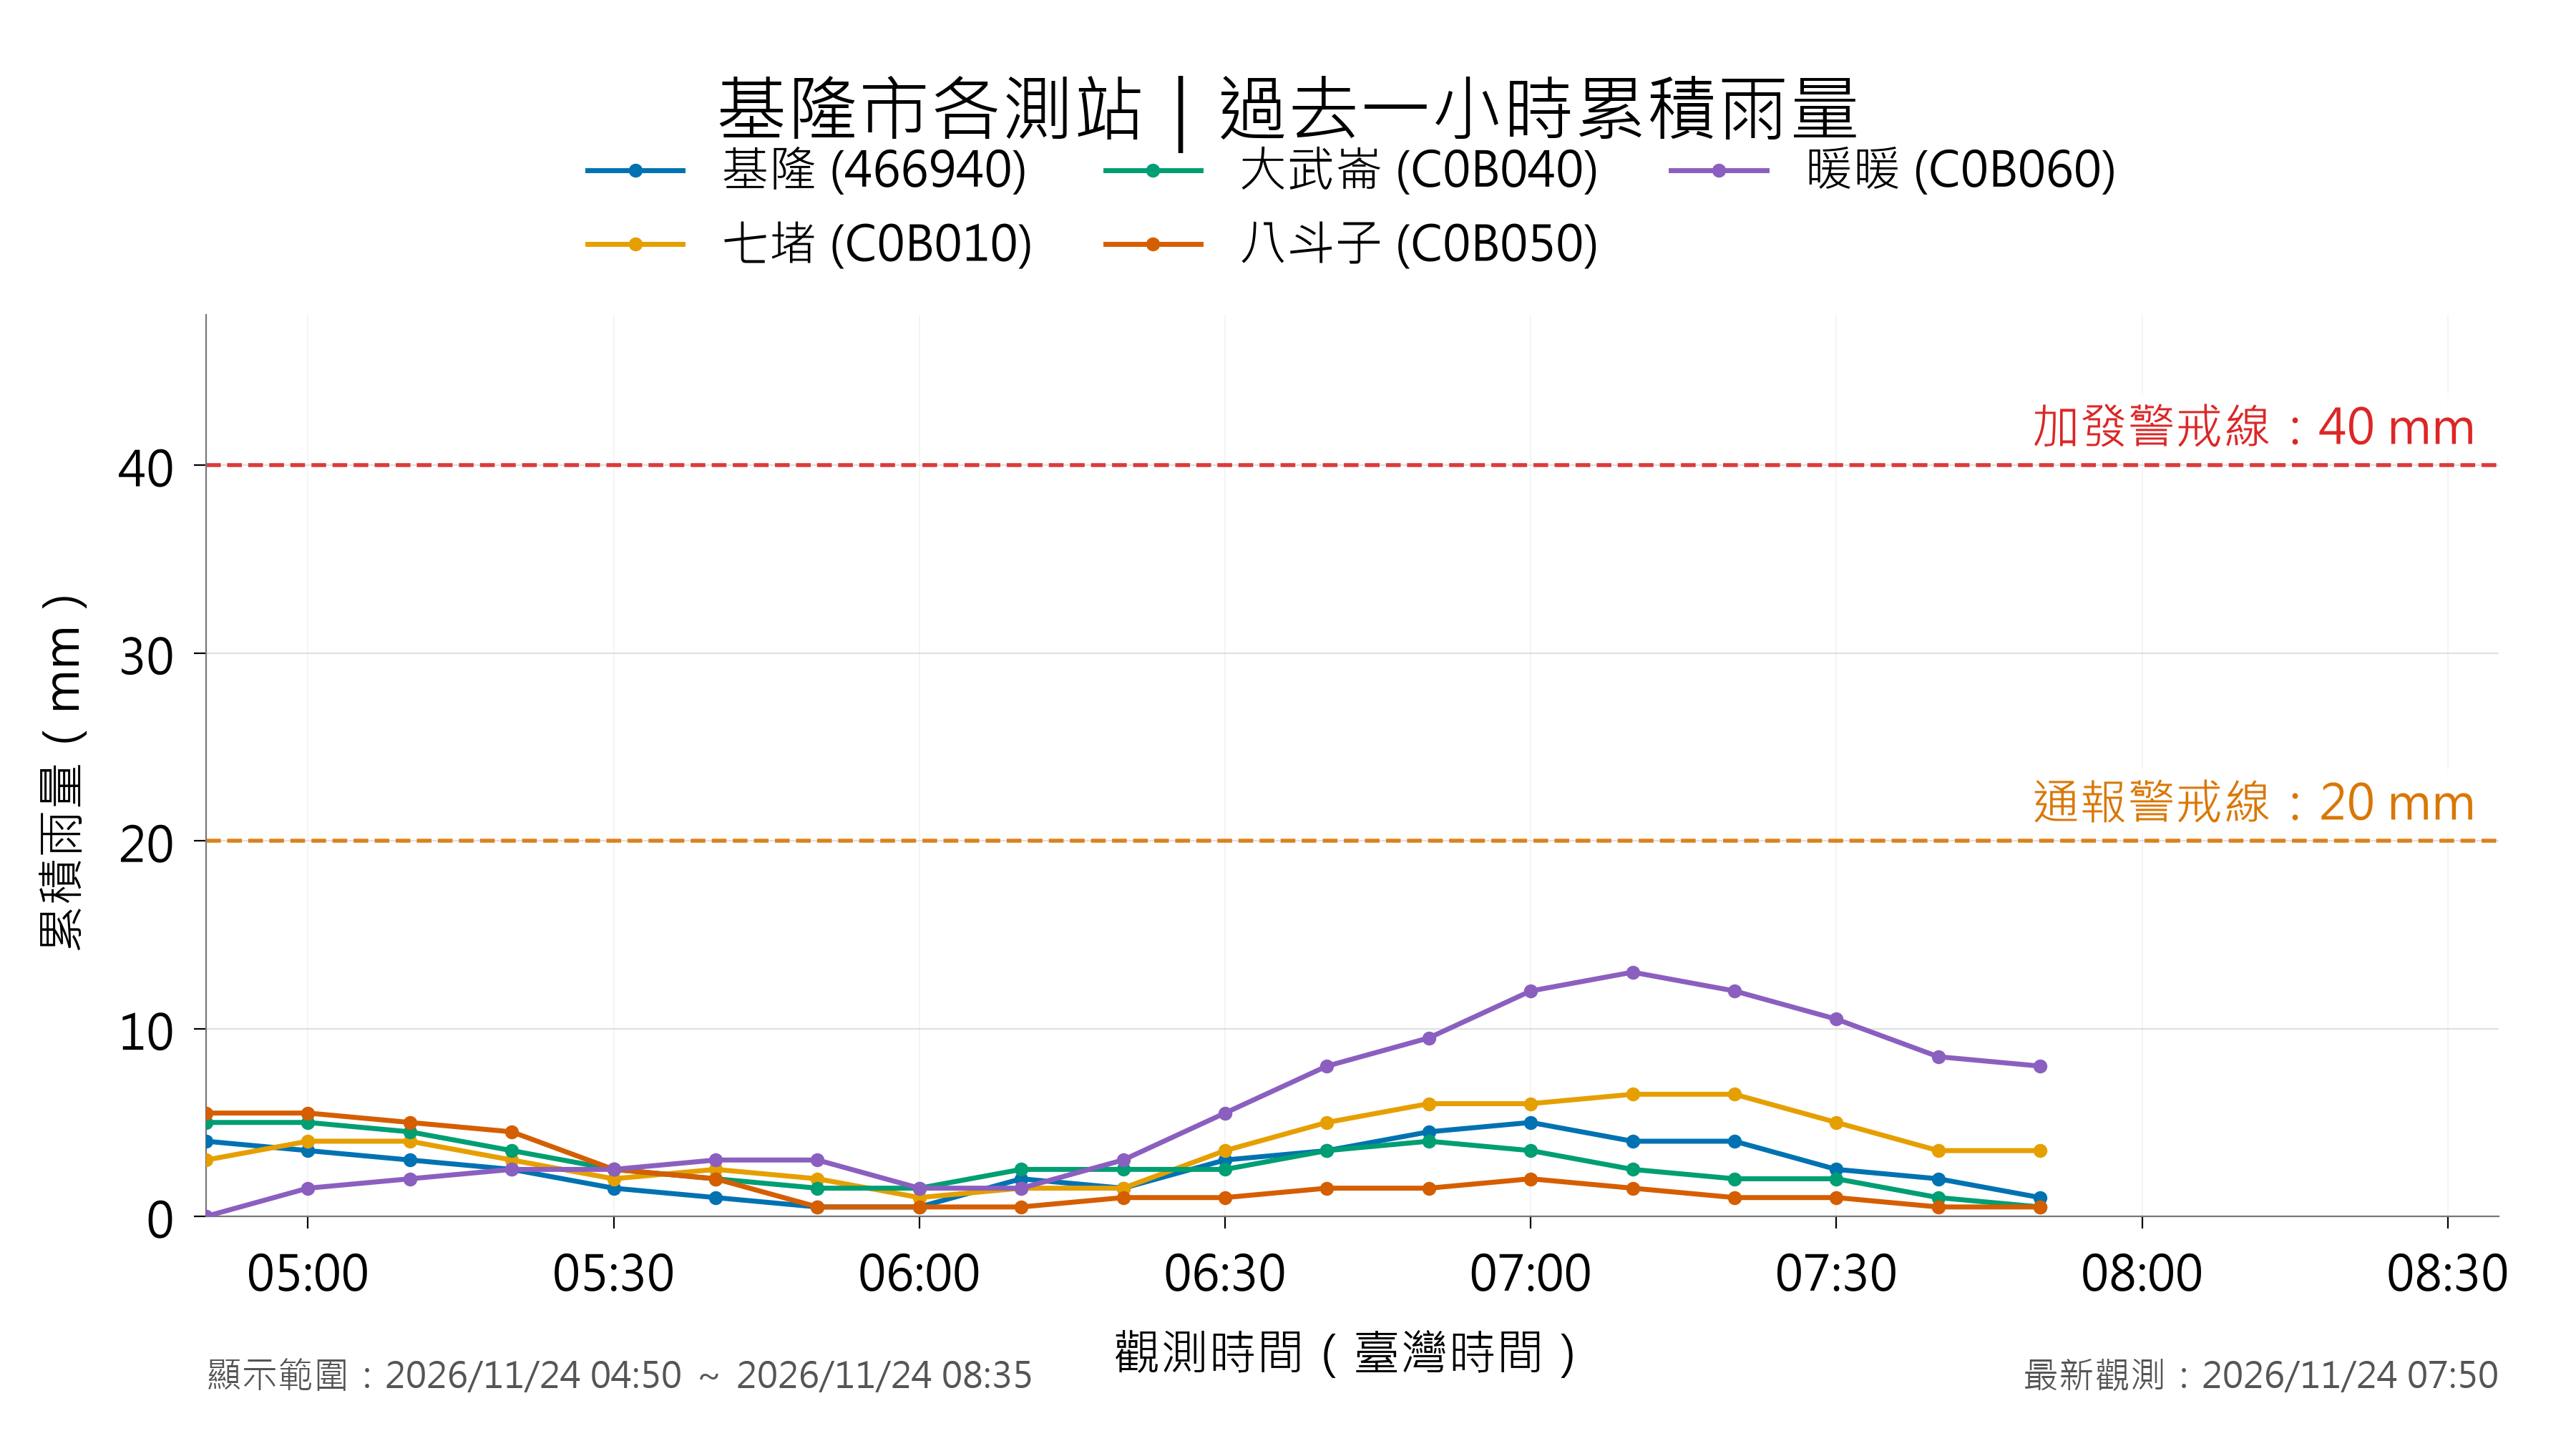 基隆市各測站｜過去一小時累積雨量
基隆 (466940)
大武崙 (C0B040)
暖暖 (C0B060)
七堵 (C0B010)
八斗子 (C0B050)
累積雨量（mm）
加發警戒線：40 mm
40
30
通報警戒線：20 mm
20
10
0
05:00 05:30 06:00 06:30 07:00 07:30 08:00 08:30
觀測時間（臺灣時間）
顯示範圍：2026/11/24 04:50 ~ 2026/11/24 08:35
最新觀測：2026/11/24 07:50